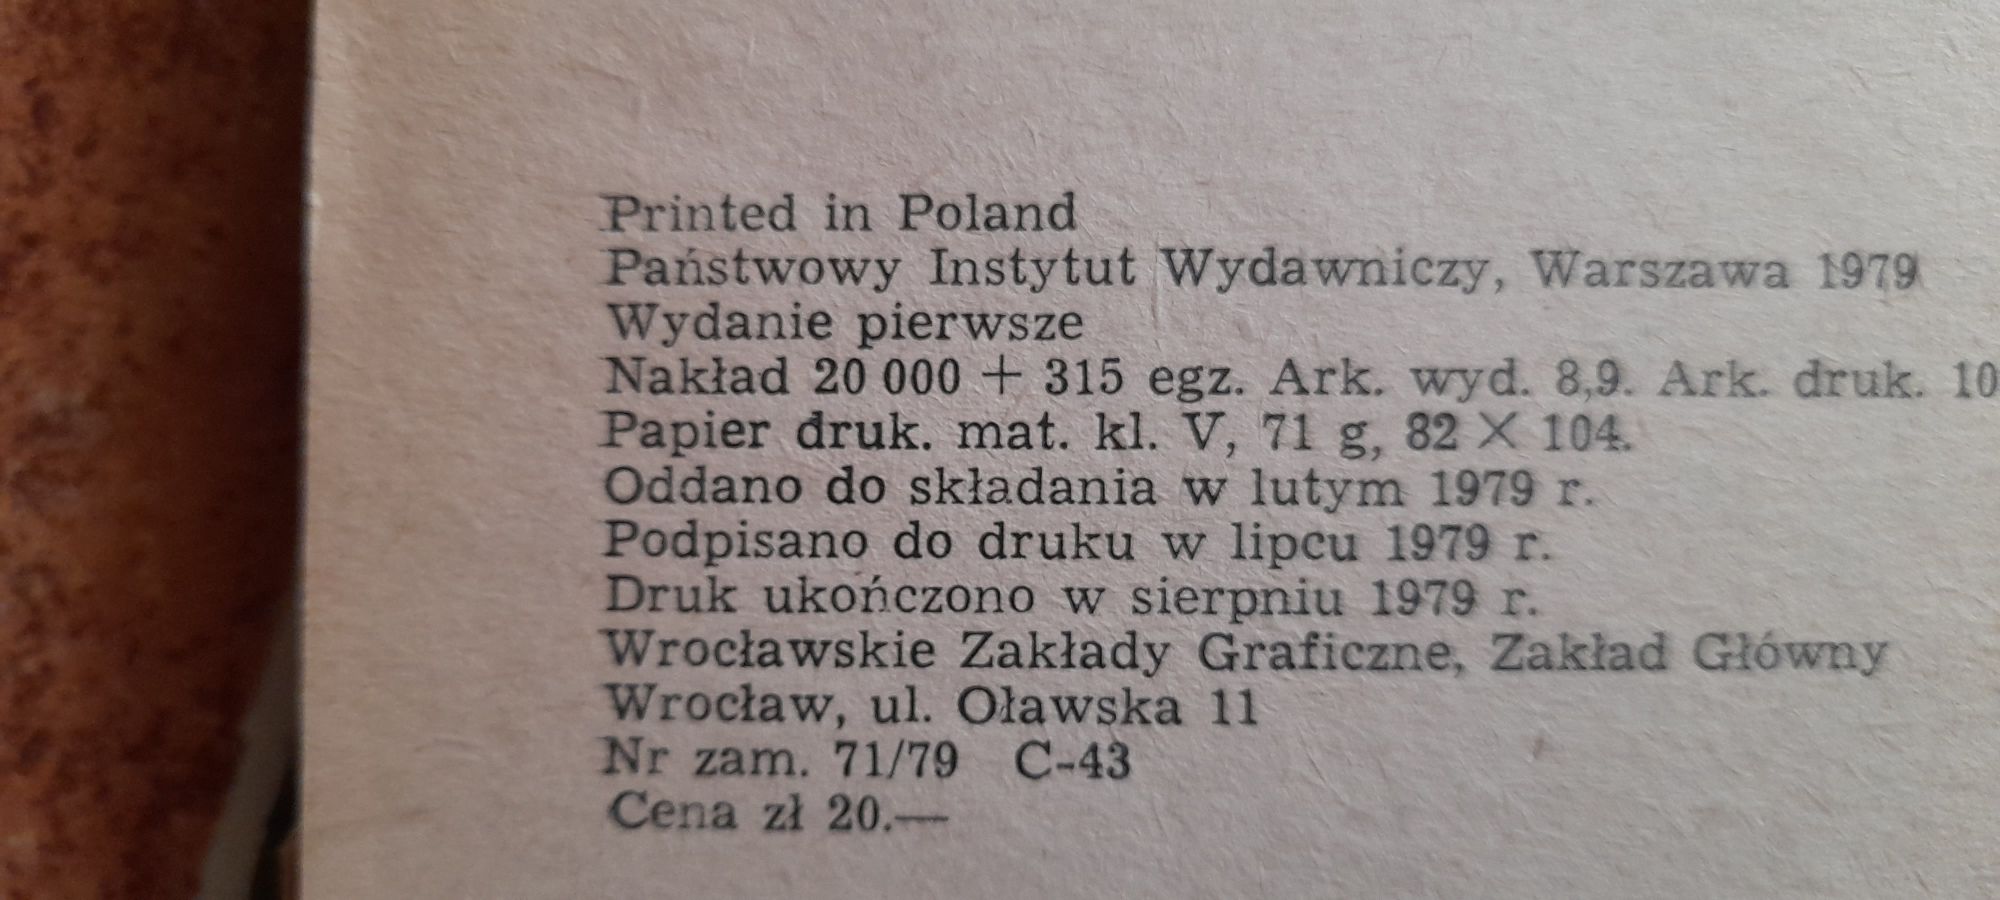 Printed in Poland
Państwowy Instytut Wydawniczy, Warszawa 1979
Wydanie pierwsze
Nakład 20 000 + 315 egz. Ark. wyd. 8,9. Ark. druk. 10
Papier druk. mat. kl. V, 71 g, 82 × 104.
Oddano do składania w lutym 1979 r.
Podpisano do druku w lipcu 1979 r.
Druk ukończono w sierpniu 1979 r.
Wrocławskie Zakłady Graficzne, Zakład Główny
Wrocław, ul. Oławska 11
Nr zam. 71/79 C-43
Cena zł 20.—